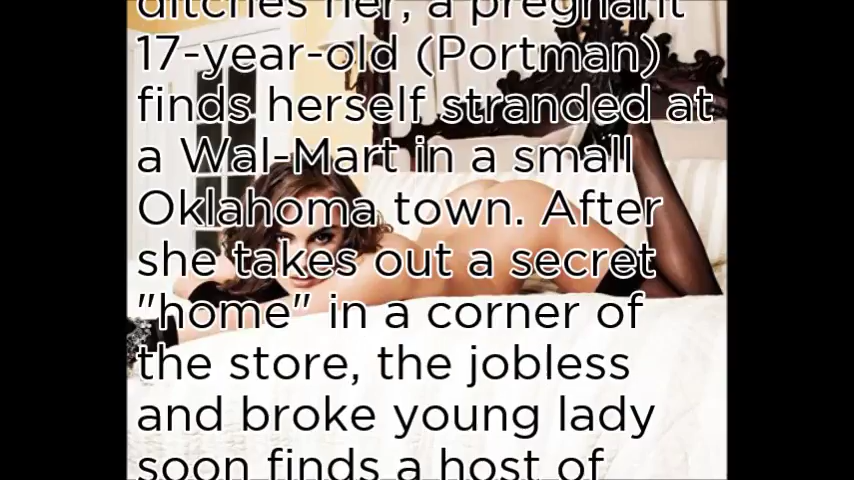 ditches her, a pregnant
17-year-old (Portman)
finds herself stranded at
a Wal-Mart in a small
Oklahoma town. After
she takes out a secret
"home" in a corner of
the store, the jobless
and broke young lady
soon finds a host of